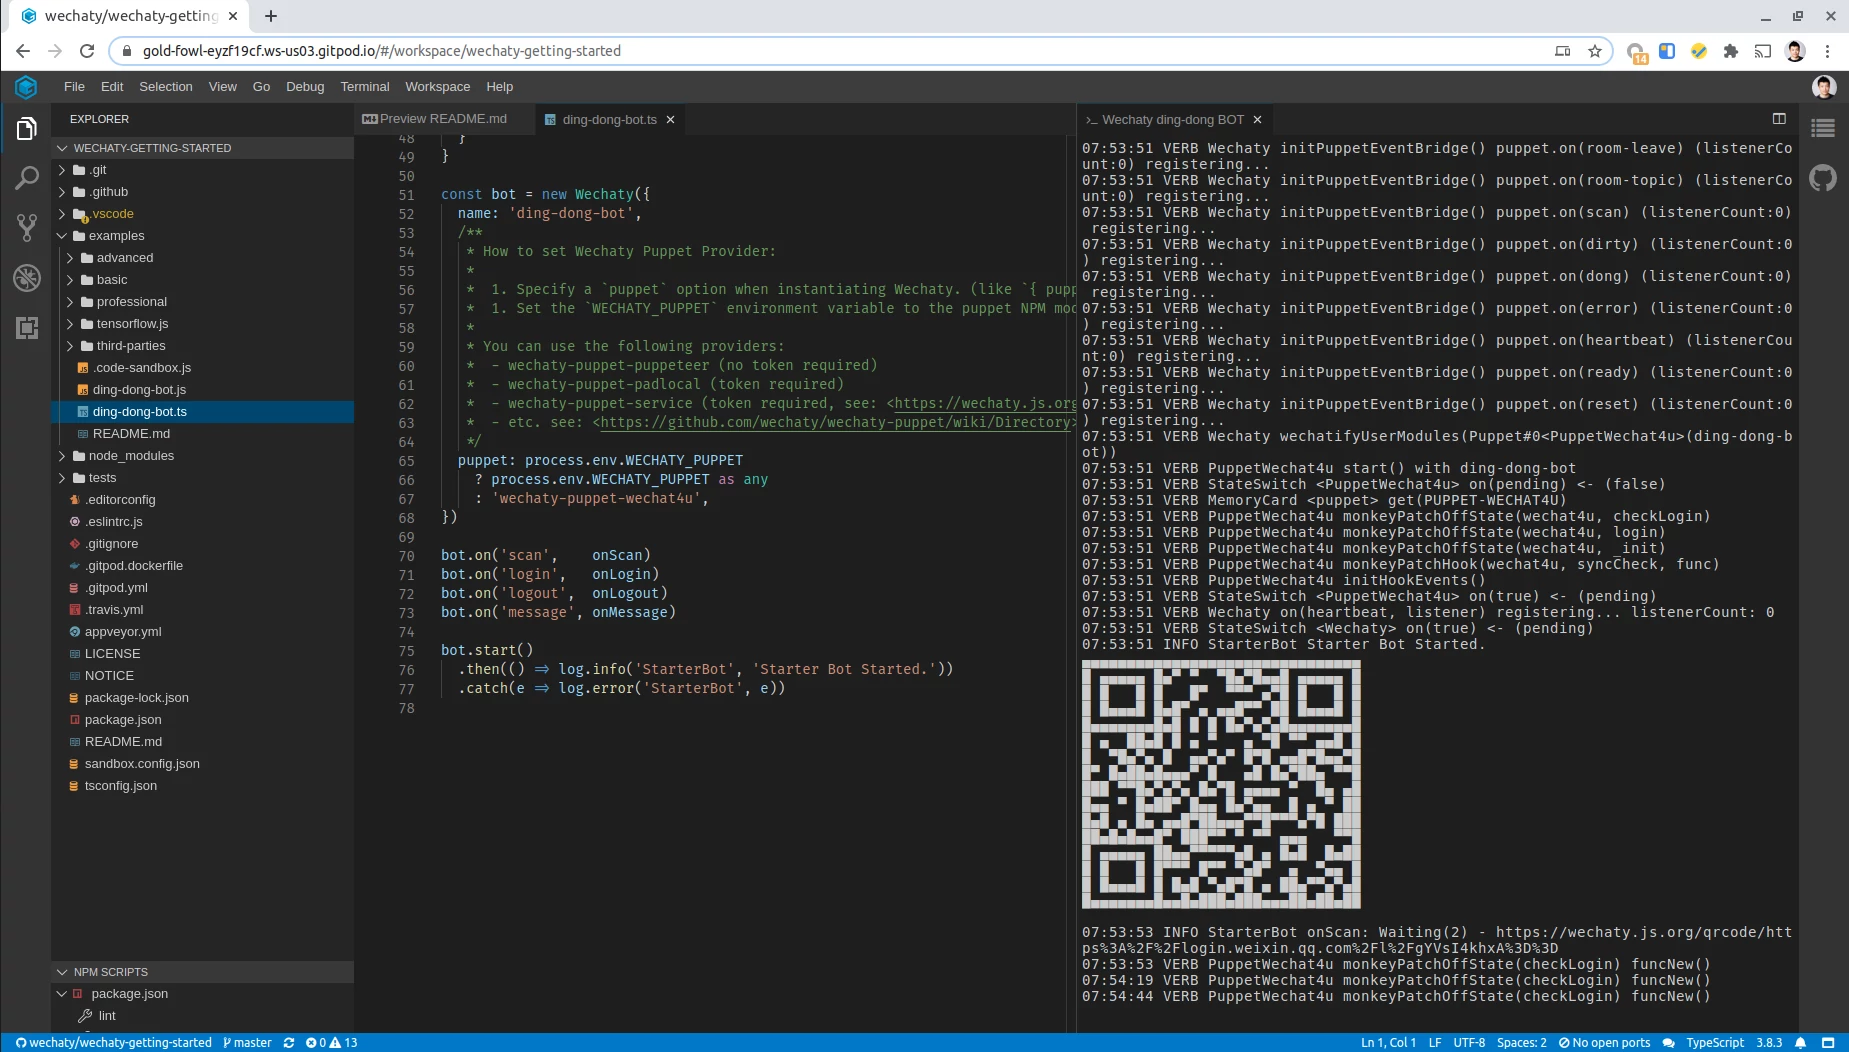 wechaty/wechaty-getting
gold-fowl-eyzf19cf.ws-us03.gitpod.io/#/workspace/wechaty-getting-started
14
File Edit Selection View Go Debug Terminal Workspace Help
EXPLORER
WECHATY-GETTING-STARTED
.git
.github
.vscode
examples
advanced
basic
professional
tensorflow.js
third-parties
.code-sandbox.js
ding-dong-bot.js
ding-dong-bot.ts
README.md
node_modules
tests
.editorconfig
.eslintrc.js
.gitignore
.gitpod.dockerfile
.gitpod.yml
.travis.yml
appveyor.yml
LICENSE
NOTICE
package-lock.json
package.json
README.md
sandbox.config.json
tsconfig.json
NPM SCRIPTS
package.json
lint
Preview README.md
ding-dong-bot.ts
48 }
49 }
50
51 const bot = new Wechaty({
52 name: 'ding-dong-bot',
53 /**
54 * How to set Wechaty Puppet Provider:
55 *
56 * 1. Specify a `puppet` option when instantiating Wechaty. (like `{ pupp
57 * 1. Set the `WECHATY_PUPPET` environment variable to the puppet NPM mod
58 *
59 * You can use the following providers:
60 * - wechaty-puppet-puppeteer (no token required)
61 * - wechaty-puppet-padlocal (token required)
62 * - wechaty-puppet-service (token required, see: <https://wechaty.js.org
63 * - etc. see: <https://github.com/wechaty/wechaty-puppet/wiki/Directory>
64 */
65 puppet: process.env.WECHATY_PUPPET
66 ? process.env.WECHATY_PUPPET as any
67 : 'wechaty-puppet-wechat4u',
68 })
69
70 bot.on('scan', onScan)
71 bot.on('login', onLogin)
72 bot.on('logout', onLogout)
73 bot.on('message', onMessage)
74
75 bot.start()
76 .then(() => log.info('StarterBot', 'Starter Bot Started.'))
77 .catch(e => log.error('StarterBot', e))
78
>_ Wechaty ding-dong BOT
07:53:51 VERB Wechaty initPuppetEventBridge() puppet.on(room-leave) (listenerCo
unt:0) registering...
07:53:51 VERB Wechaty initPuppetEventBridge() puppet.on(room-topic) (listenerCo
unt:0) registering...
07:53:51 VERB Wechaty initPuppetEventBridge() puppet.on(scan) (listenerCount:0)
registering...
07:53:51 VERB Wechaty initPuppetEventBridge() puppet.on(dirty) (listenerCount:0
) registering...
07:53:51 VERB Wechaty initPuppetEventBridge() puppet.on(dong) (listenerCount:0)
registering...
07:53:51 VERB Wechaty initPuppetEventBridge() puppet.on(error) (listenerCount:0
) registering...
07:53:51 VERB Wechaty initPuppetEventBridge() puppet.on(heartbeat) (listenerCou
nt:0) registering...
07:53:51 VERB Wechaty initPuppetEventBridge() puppet.on(ready) (listenerCount:0
) registering...
07:53:51 VERB Wechaty initPuppetEventBridge() puppet.on(reset) (listenerCount:0
) registering...
07:53:51 VERB Wechaty wechatifyUserModules(Puppet#0<PuppetWechat4u>(ding-dong-b
ot))
07:53:51 VERB PuppetWechat4u start() with ding-dong-bot
07:53:51 VERB StateSwitch <PuppetWechat4u> on(pending) <- (false)
07:53:51 VERB MemoryCard <puppet> get(PUPPET-WECHAT4U)
07:53:51 VERB PuppetWechat4u monkeyPatchOffState(wechat4u, checkLogin)
07:53:51 VERB PuppetWechat4u monkeyPatchOffState(wechat4u, login)
07:53:51 VERB PuppetWechat4u monkeyPatchOffState(wechat4u, _init)
07:53:51 VERB PuppetWechat4u monkeyPatchHook(wechat4u, syncCheck, func)
07:53:51 VERB PuppetWechat4u initHookEvents()
07:53:51 VERB StateSwitch <PuppetWechat4u> on(true) <- (pending)
07:53:51 VERB Wechaty on(heartbeat, listener) registering... listenerCount: 0
07:53:51 VERB StateSwitch <Wechaty> on(true) <- (pending)
07:53:51 INFO StarterBot Starter Bot Started.
07:53:53 INFO StarterBot onScan: Waiting(2) - https://wechaty.js.org/qrcode/htt
ps%3A%2F%2Flogin.weixin.qq.com%2Fl%2FgYVsI4khxA%3D%3D
07:53:53 VERB PuppetWechat4u monkeyPatchOffState(checkLogin) funcNew()
07:54:19 VERB PuppetWechat4u monkeyPatchOffState(checkLogin) funcNew()
07:54:44 VERB PuppetWechat4u monkeyPatchOffState(checkLogin) funcNew()
wechaty/wechaty-getting-started master 0 13 Ln 1, Col 1 LF UTF-8 Spaces: 2 No open ports TypeScript 3.8.3